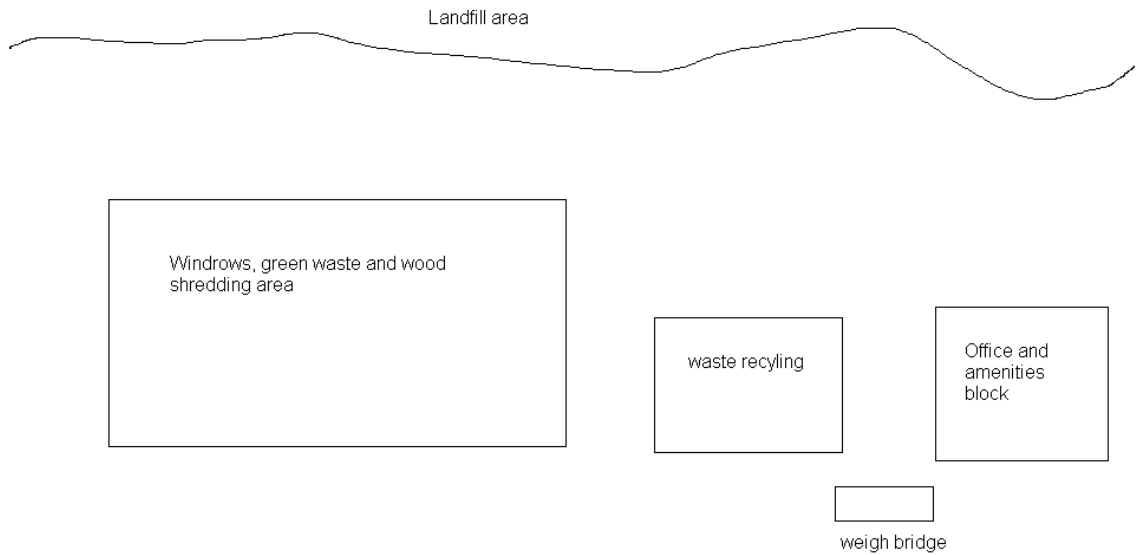 Landfill area
Windrows, green waste and wood
shredding area
waste recyling
Office and
amenities
block
weigh bridge